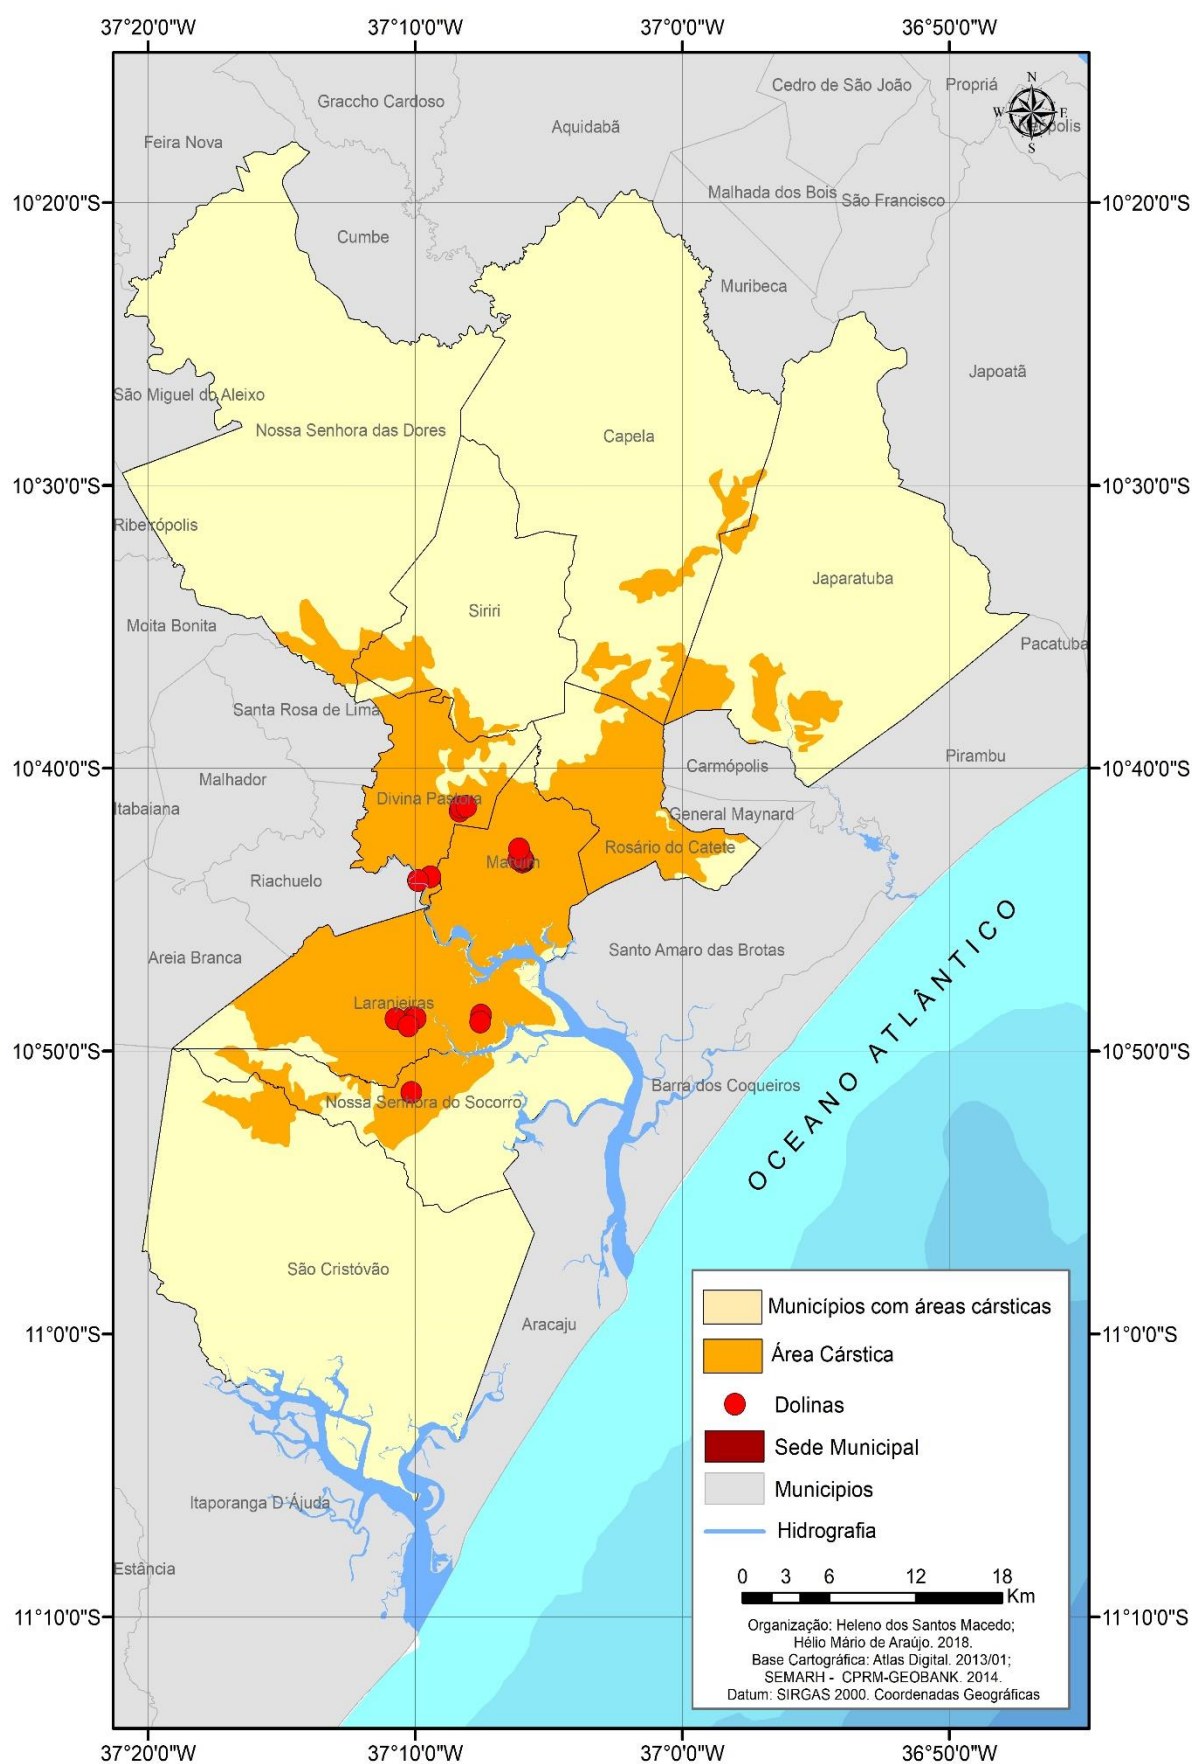 37°20'0"W 37°10'0"W 37°0'0"W 36°50'0"W
Graccho Cardoso
Cedro de São João
Propriá
N
W E
S
Neópolis
Aquidabã
Feira Nova
Malhada dos Bois
São Francisco
10°20'0"S 10°20'0"S
Cumbe
Muribeca
Japoatã
São Miguel do Aleixo
Nossa Senhora das Dores
Capela
10°30'0"S 10°30'0"S
Ribeirópolis
Japaratuba
Siriri
Moita Bonita
Pacatuba
Santa Rosa de Lima
Pirambu
10°40'0"S 10°40'0"S
Carmópolis
Malhador
Divina Pastora
Itabaiana
General Maynard
Rosário do Catete
Maruim
Riachuelo
Santo Amaro das Brotas
Areia Branca
Laranjeiras
OCEANO ATLÂNTICO
10°50'0"S 10°50'0"S
Barra dos Coqueiros
Nossa Senhora do Socorro
São Cristóvão
Aracaju
11°0'0"S 11°0'0"S
Itaporanga D´Ájuda
Estância
11°10'0"S 11°10'0"S
Municípios com áreas cársticas
Área Cárstica
Dolinas
Sede Municipal
Municipios
Hidrografia
0 3 6 12 18
Km
Organização: Heleno dos Santos Macedo;
Hélio Mário de Araújo. 2018.
Base Cartográfica: Atlas Digital. 2013/01;
SEMARH - CPRM-GEOBANK. 2014.
Datum: SIRGAS 2000. Coordenadas Geográficas
37°20'0"W 37°10'0"W 37°0'0"W 36°50'0"W